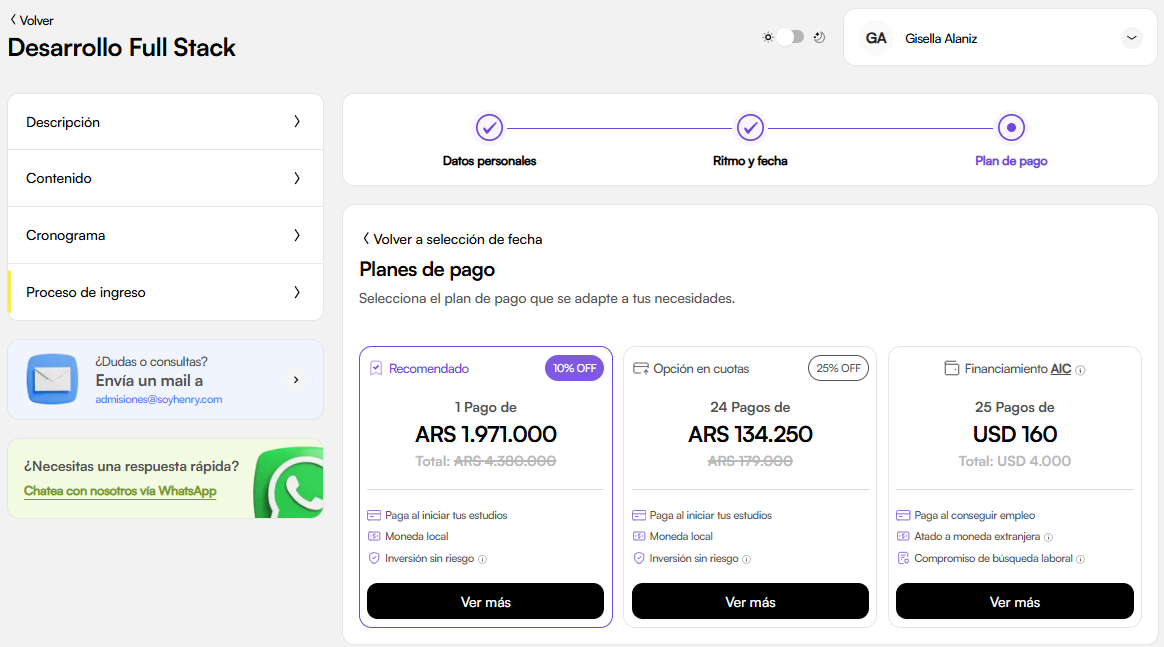 Volver
Desarrollo Full Stack
GA
Gisella Alaniz
Descripción
Contenido
Cronograma
Proceso de ingreso
¿Dudas o consultas?
Envía un mail a
admisiones@soyhenry.com
¿Necesitas una respuesta rápida?
Chatea con nosotros vía WhatsApp
Datos personales
Ritmo y fecha
Plan de pago
Volver a selección de fecha
Planes de pago
Selecciona el plan de pago que se adapte a tus necesidades.
Recomendado
10% OFF
1 Pago de
ARS 1.971.000
Total: ARS 4.380.000
Paga al iniciar tus estudios
Moneda local
Inversión sin riesgo
Ver más
Opción en cuotas
25% OFF
24 Pagos de
ARS 134.250
ARS 179.000
Paga al iniciar tus estudios
Moneda local
Inversión sin riesgo
Ver más
Financiamiento AIC
25 Pagos de
USD 160
Total: USD 4.000
Paga al conseguir empleo
Atado a moneda extranjera
Compromiso de búsqueda laboral
Ver más